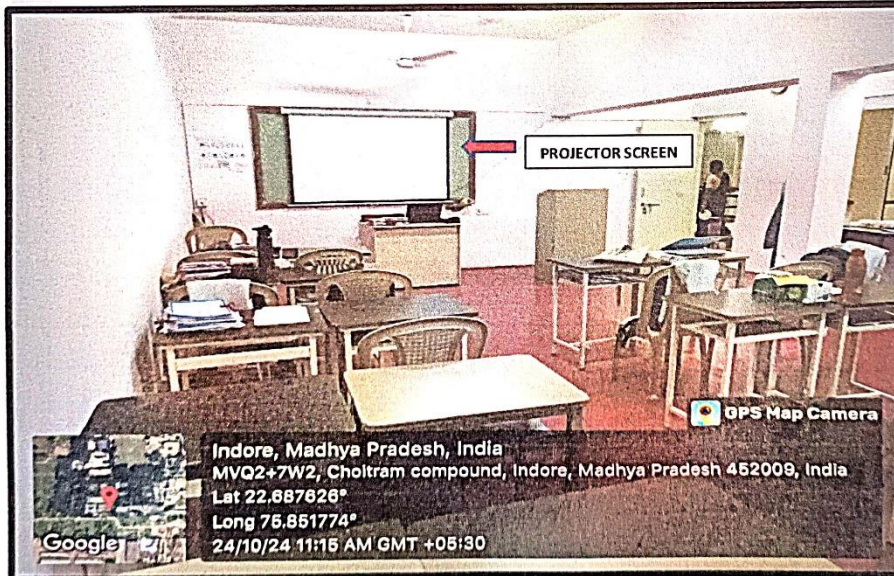 PROJECTOR SCREEN
GPS Map Camera
Indore, Madhya Pradesh, India
MVQ2+7W2, Choitram compound, Indore, Madhya Pradesh 452009, India
Lat 22.687626°
Long 75.851774°
24/10/24 11:15 AM GMT +05:30
Google